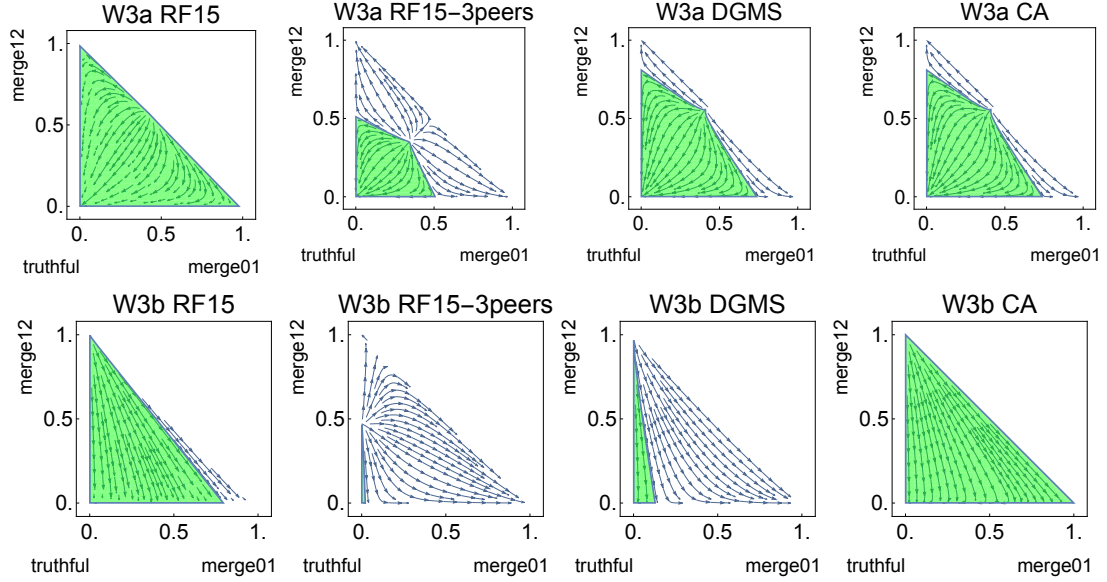 W3a RF15
W3a RF15−3peers
W3a DGMS
W3a CA
merge12
1.
0.5
0.
0.
0.5
1.
truthful
merge01
merge12
1.
0.5
0.
0.
0.5
1.
truthful
merge01
merge12
1.
0.5
0.
0.
0.5
1.
truthful
merge01
merge12
1.
0.5
0.
0.
0.5
1.
truthful
merge01
W3b RF15
W3b RF15−3peers
W3b DGMS
W3b CA
merge12
1.
0.5
0.
0.
0.5
1.
truthful
merge01
merge12
1.
0.5
0.
0.
0.5
1.
truthful
merge01
merge12
1.
0.5
0.
0.
0.5
1.
truthful
merge01
merge12
1.
0.5
0.
0.
0.5
1.
truthful
merge01